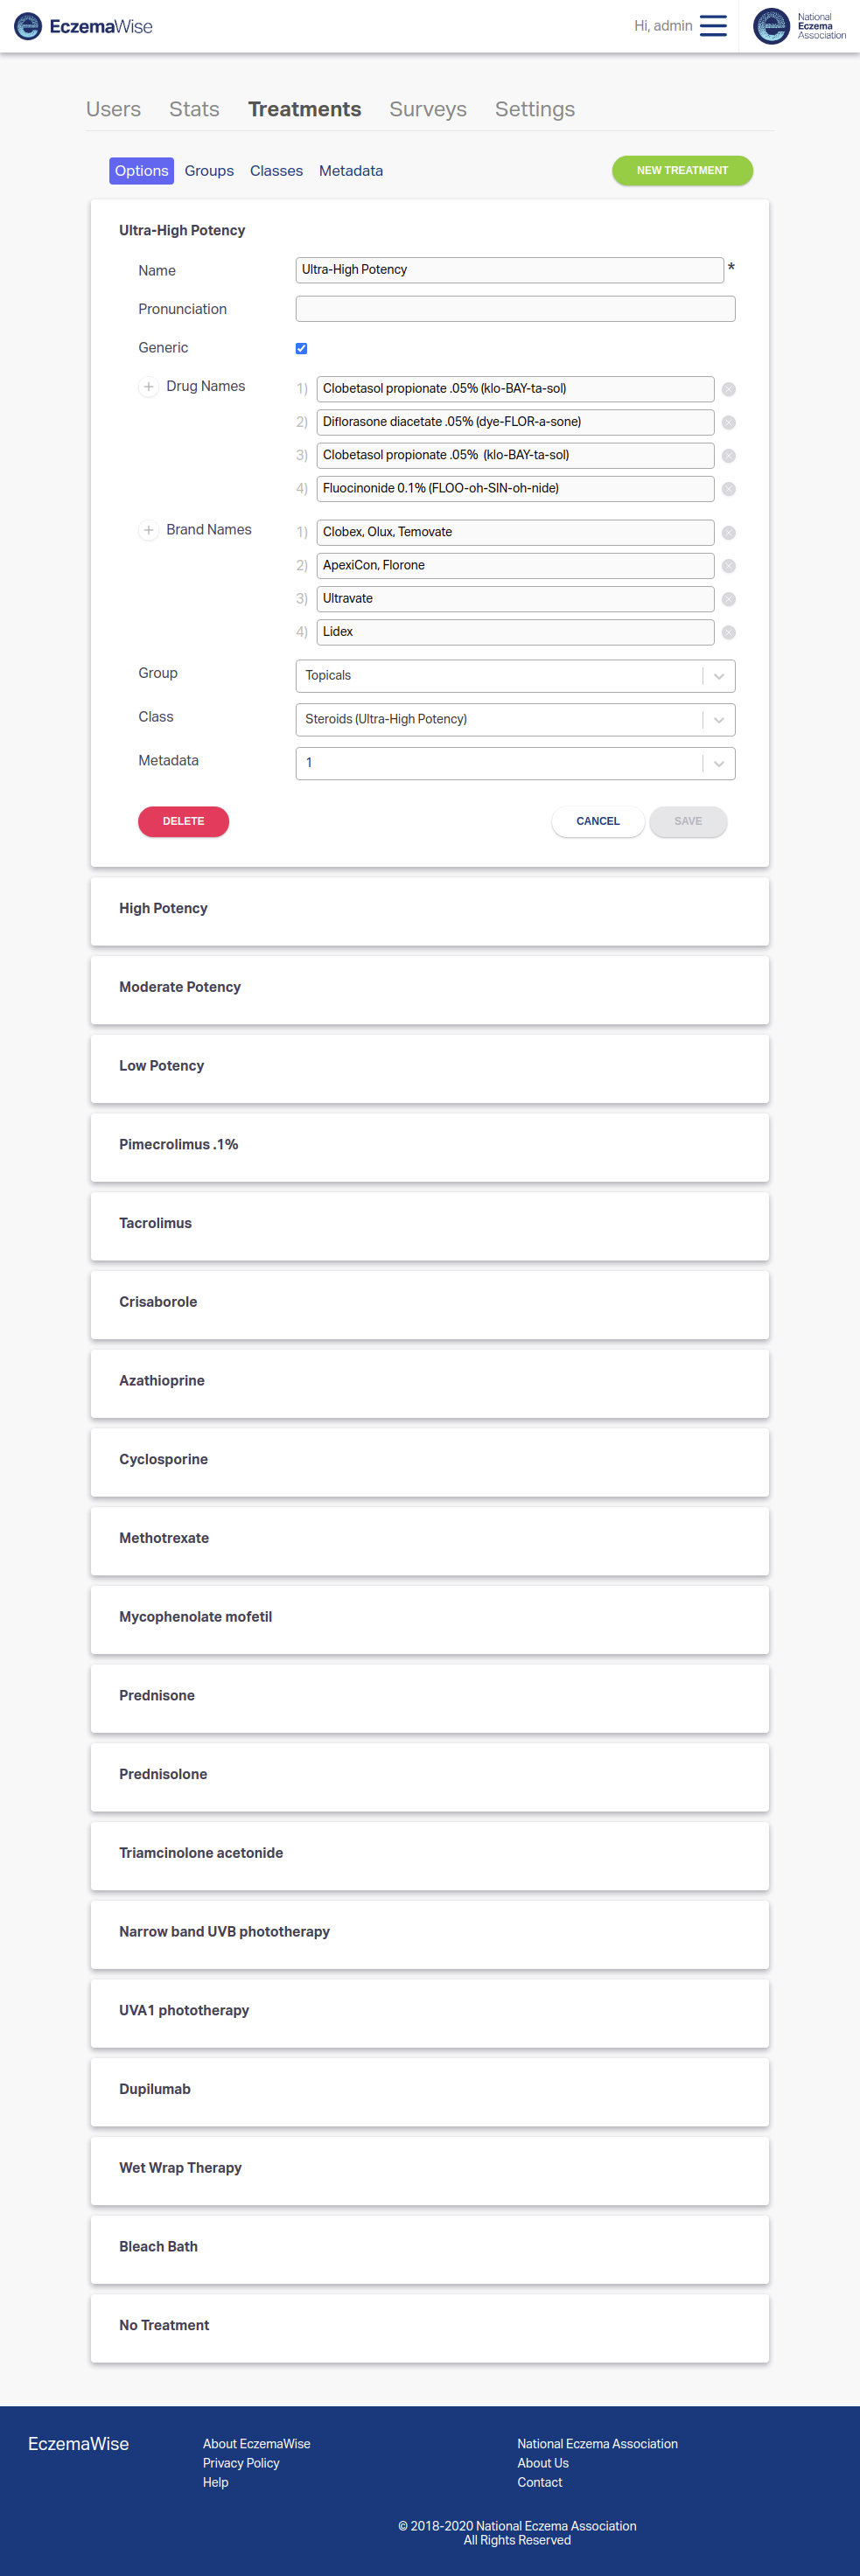 EczemaWise
Hi, admin
National
Eczema
Association
Users Stats Treatments Surveys Settings
Options Groups Classes Metadata NEW TREATMENT
Ultra-High Potency
Name Ultra-High Potency *
Pronunciation
Generic
+ Drug Names 1) Clobetasol propionate .05% (klo-BAY-ta-sol)
2) Diflorasone diacetate .05% (dye-FLOR-a-sone)
3) Clobetasol propionate .05% (klo-BAY-ta-sol)
4) Fluocinonide 0.1% (FLOO-oh-SIN-oh-nide)
+ Brand Names 1) Clobex, Olux, Temovate
2) ApexiCon, Florone
3) Ultravate
4) Lidex
Group Topicals
Class Steroids (Ultra-High Potency)
Metadata 1
DELETE CANCEL SAVE
High Potency
Moderate Potency
Low Potency
Pimecrolimus .1%
Tacrolimus
Crisaborole
Azathioprine
Cyclosporine
Methotrexate
Mycophenolate mofetil
Prednisone
Prednisolone
Triamcinolone acetonide
Narrow band UVB phototherapy
UVA1 phototherapy
Dupilumab
Wet Wrap Therapy
Bleach Bath
No Treatment
EczemaWise
About EczemaWise
Privacy Policy
Help
National Eczema Association
About Us
Contact
© 2018-2020 National Eczema Association
All Rights Reserved